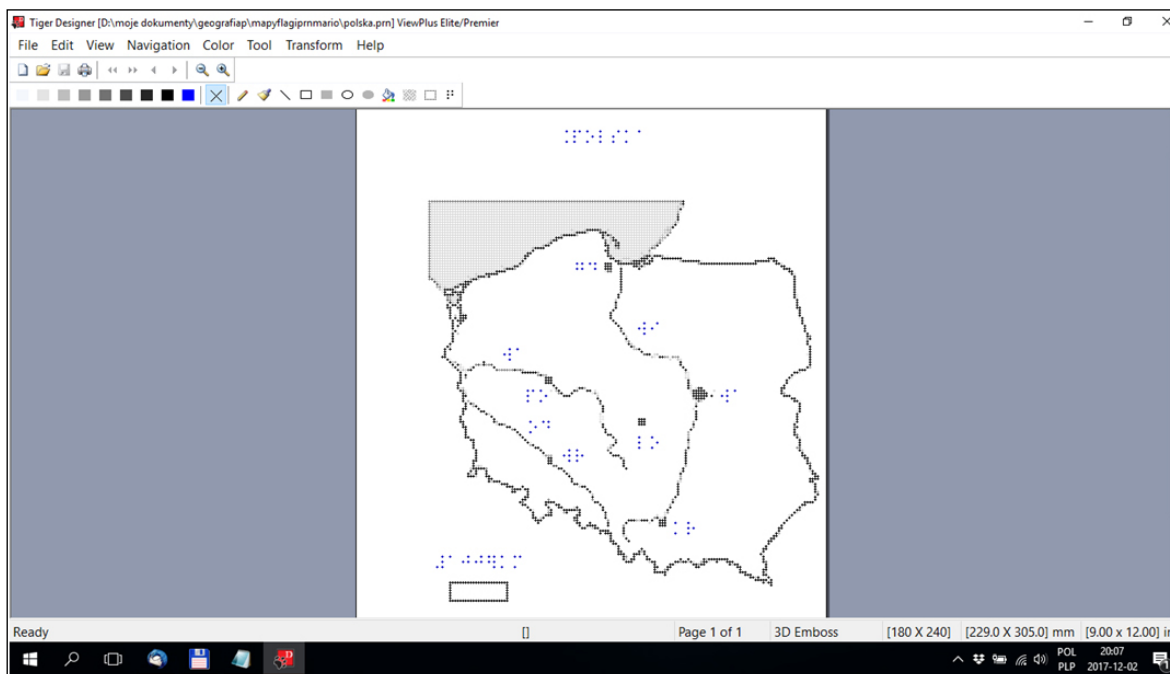 Tiger Designer [D:\moje dokumenty\geografiap\mapyflagiprnmario\polska.prn] ViewPlus Elite/Premier
File Edit View Navigation Color Tool Transform Help
Ready [] Page 1 of 1 3D Emboss [180 X 240] [229.0 X 305.0] mm [9.00 x 12.00] in
POL 20:07
PLP 2017-12-02